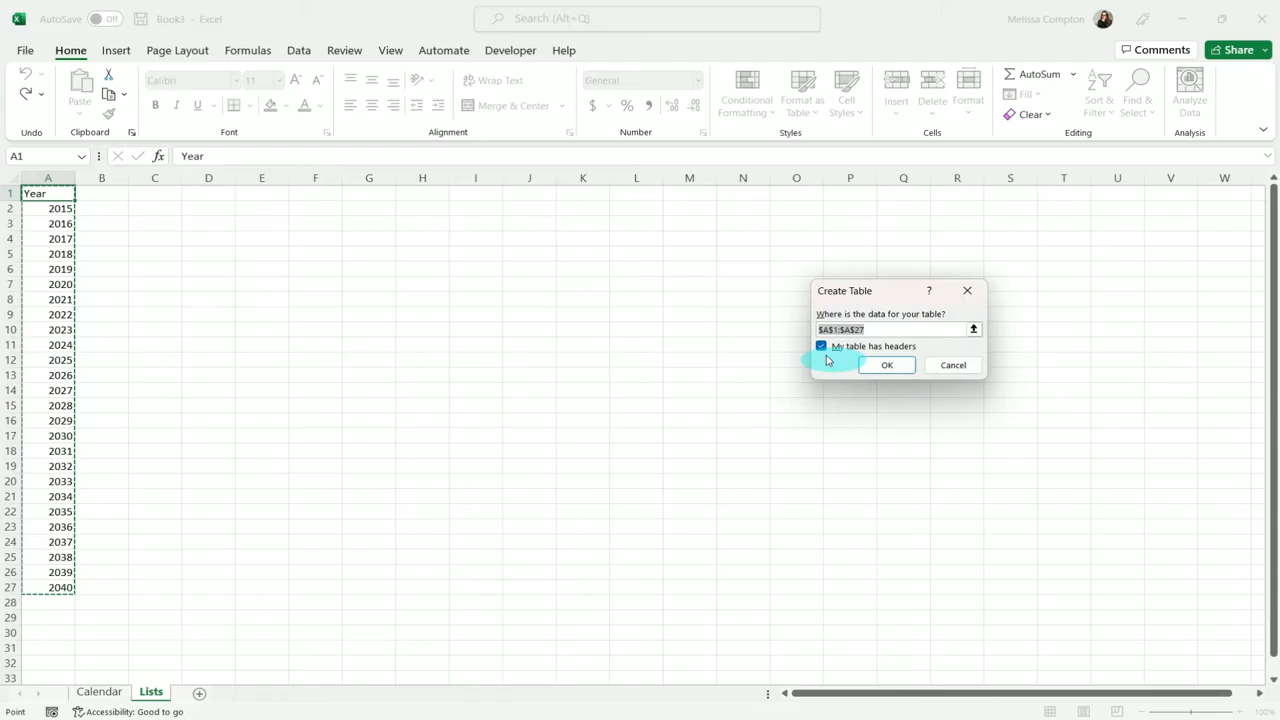 AutoSave Off Book3 - Excel Search (Alt+Q) Melissa Compton
File Home Insert Page Layout Formulas Data Review View Automate Developer Help Comments Share
Calibri 11 Wrap Text General AutoSum
Paste Merge & Center $ % Conditional Formatting Format as Table Cell Styles Insert Delete Format Fill Sort & Filter Find & Select Analyze Data
Clear
Undo Clipboard Font Alignment Number Styles Cells Editing Analysis
A1 fx Year
A B C D E F G H I J K L M N O P Q R S T U V W
1 Year
2 2015
3 2016
4 2017
5 2018
6 2019
7 2020
8 2021
9 2022
10 2023
11 2024
12 2025
13 2026
14 2027
15 2028
16 2029
17 2030
18 2031
19 2032
20 2033
21 2034
22 2035
23 2036
24 2037
25 2038
26 2039
27 2040
28
29
30
31
32
33
Create Table ?
Where is the data for your table?
$A$1:$A$27
My table has headers
OK Cancel
Calendar Lists
Point Accessibility: Good to go 100%